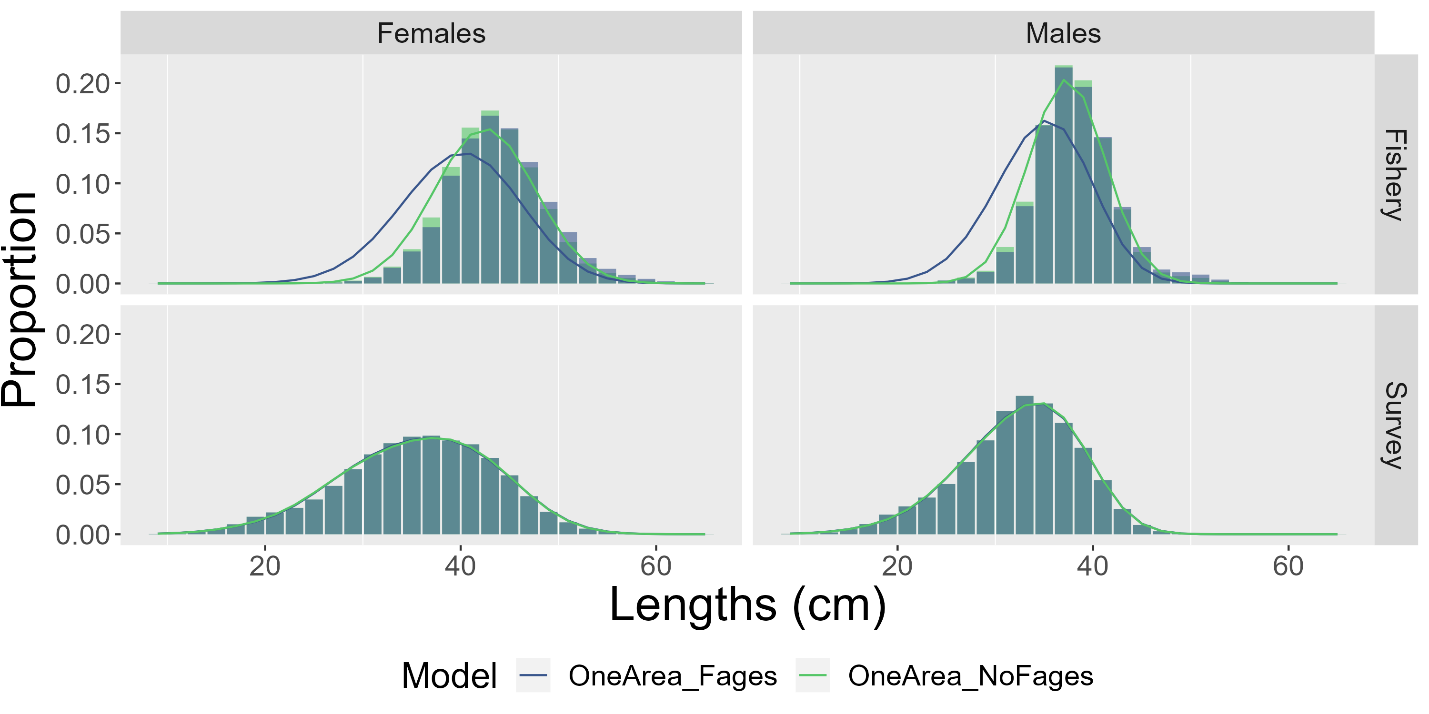 Females Males
Proportion
0.20
0.15
0.10
0.05
0.00
Fishery
0.20
0.15
0.10
0.05
0.00
Survey
20 40 60 20 40 60
Lengths (cm)
Model OneArea_Fages OneArea_NoFages